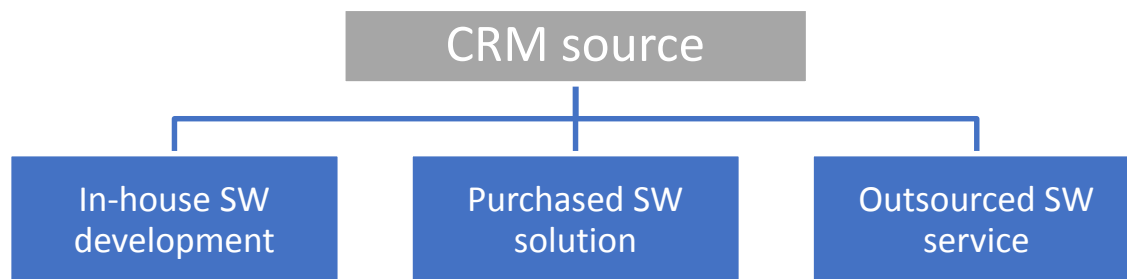 CRM source
In-house SW
development
Purchased SW
solution
Outsourced SW
service